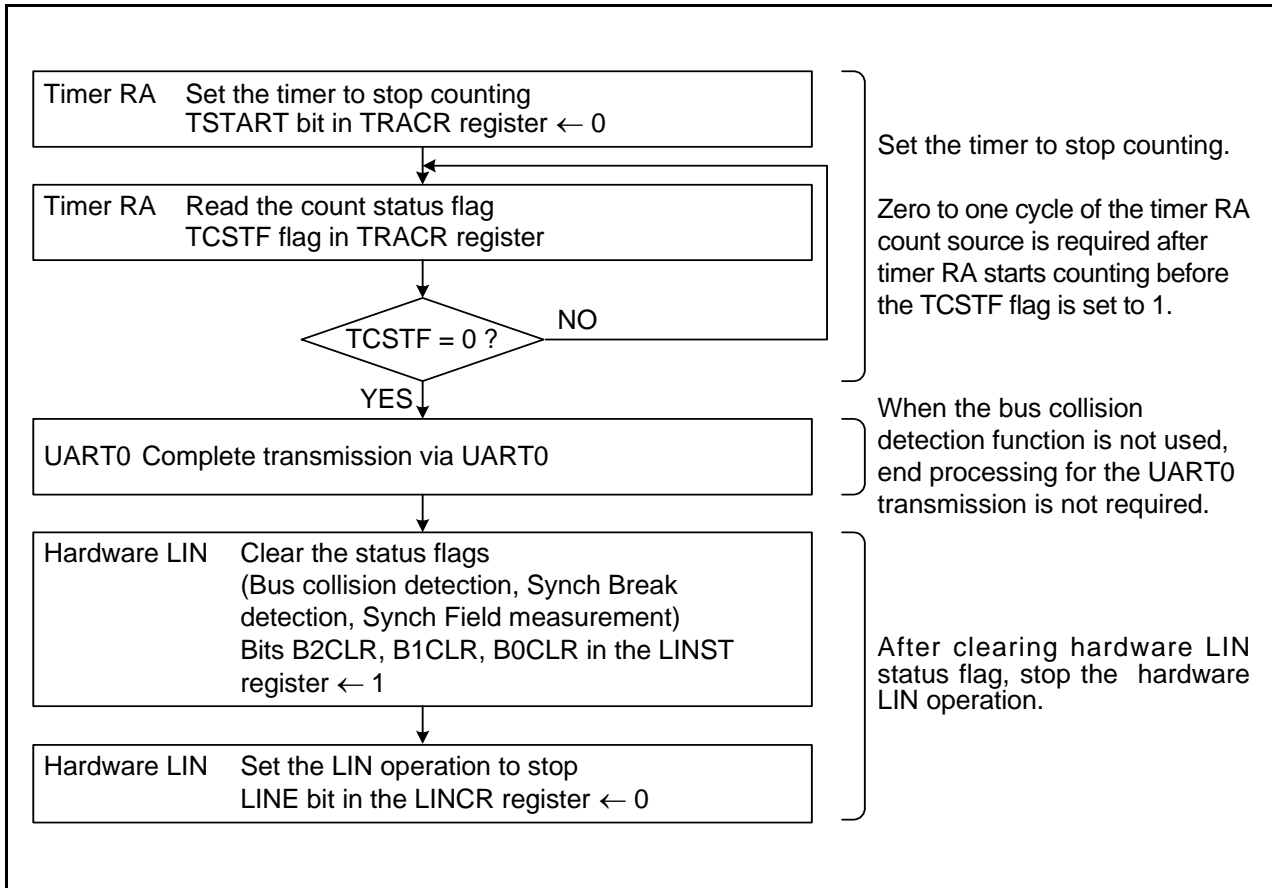 Timer RA Set the timer to stop counting
TSTART bit in TRACR register ← 0
Timer RA Read the count status flag
TCSTF flag in TRACR register
TCSTF = 0 ?
NO
YES
UART0 Complete transmission via UART0
Hardware LIN Clear the status flags
(Bus collision detection, Synch Break
detection, Synch Field measurement)
Bits B2CLR, B1CLR, B0CLR in the LINST
register ← 1
Hardware LIN Set the LIN operation to stop
LINE bit in the LINCR register ← 0
Set the timer to stop counting.
Zero to one cycle of the timer RA
count source is required after
timer RA starts counting before
the TCSTF flag is set to 1.
When the bus collision
detection function is not used,
end processing for the UART0
transmission is not required.
After clearing hardware LIN
status flag, stop the hardware
LIN operation.